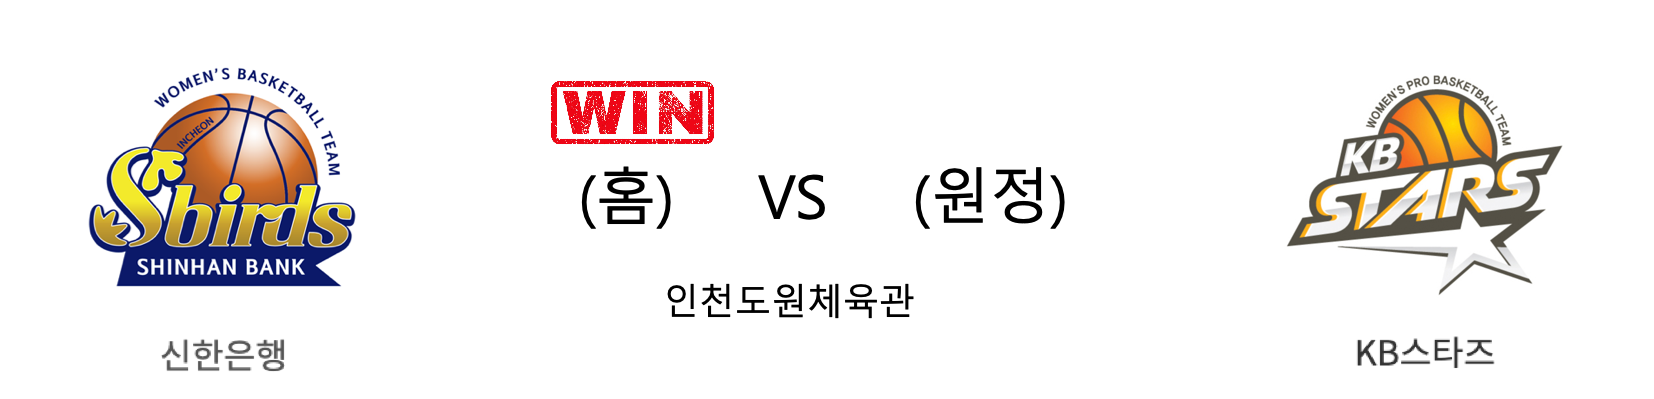 WOMEN'S BASKETBALL TEAM
INCHEON
Sbirds
SHINHAN BANK
신한은행
WIN
(홈) VS (원정)
인천도원체육관
WOMEN'S PRO BASKETBALL TEAM
KB
STARS
KB스타즈